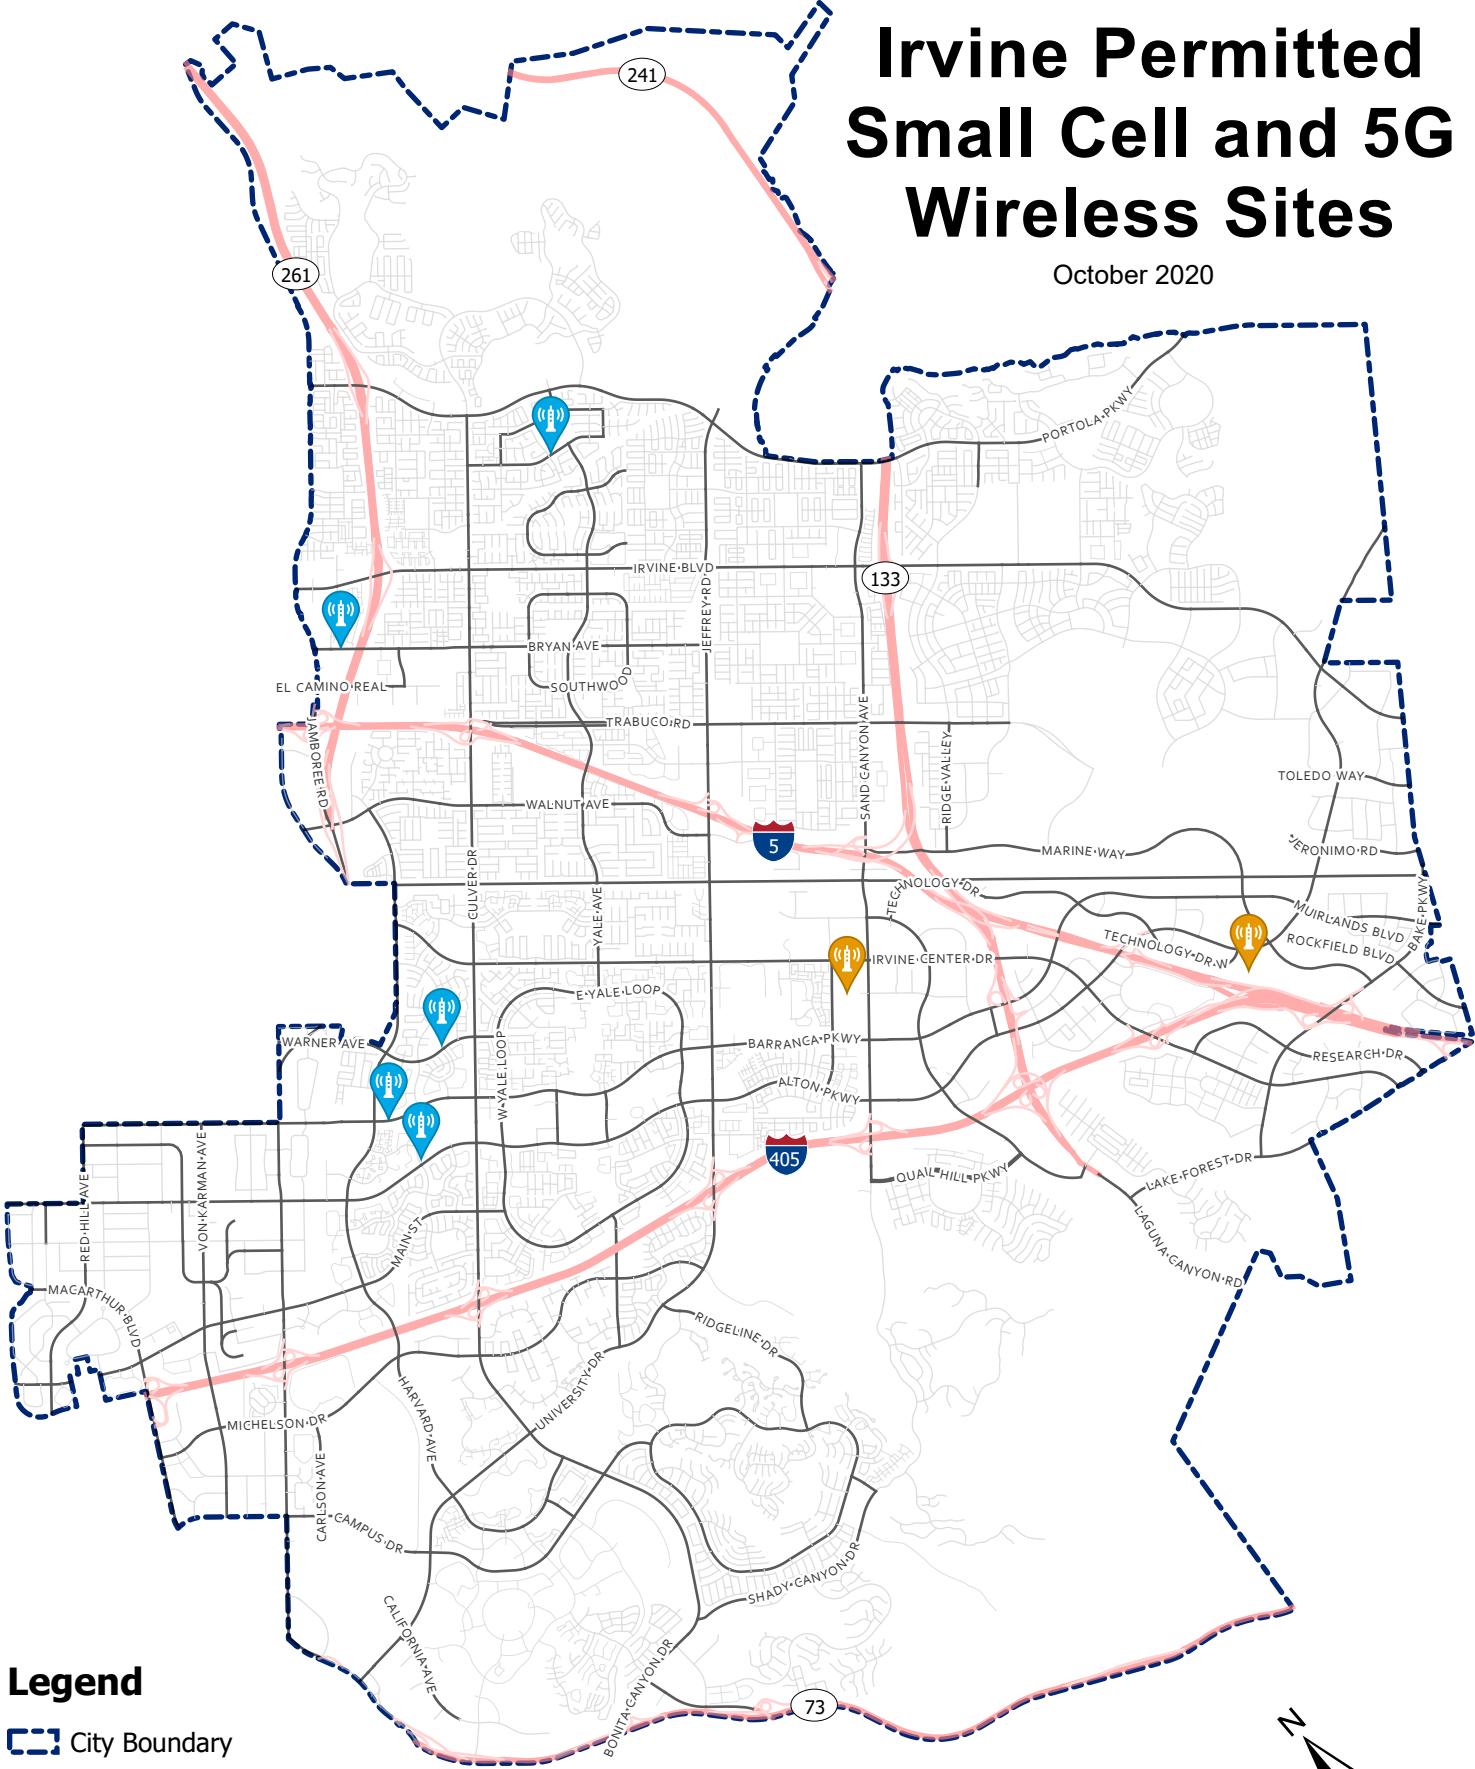 Irvine Permitted
Small Cell and 5G
Wireless Sites
October 2020
241
261
PORTOLA PKWY
IRVINE BLVD
133
JEFFREY RD
BRYAN AVE
EL CAMINO REAL
SOUTHWOOD
JAMBOREE RD
TRABUCO RD
SAND CANYON AVE
RIDGE VALLEY
TOLEDO WAY
WALNUT AVE
5
MARINE WAY
JERONIMO RD
CULVER DR
YALE AVE
TECHNOLOGY DR
BAKE PKWY
MUIRLANDS BLVD
ROCKFIELD BLVD
TECHNOLOGY DR W
IRVINE CENTER DR
E YALE LOOP
WARNER AVE
W YALE LOOP
BARRANCA PKWY
RESEARCH DR
ALTON PKWY
405
QUAIL HILL PKWY
LAKE FOREST DR
LAGUNA CANYON RD
RED HILL AVE
VON KARMAN AVE
MAIN ST
MACARTHUR BLVD
RIDGELINE DR
UNIVERSITY DR
HARVARD AVE
MICHELSON DR
CARLSON AVE
CAMPUS DR
SHADY CANYON DR
CALIFORNIA AVE
BONITA CANYON DR
73
Legend
City Boundary
N